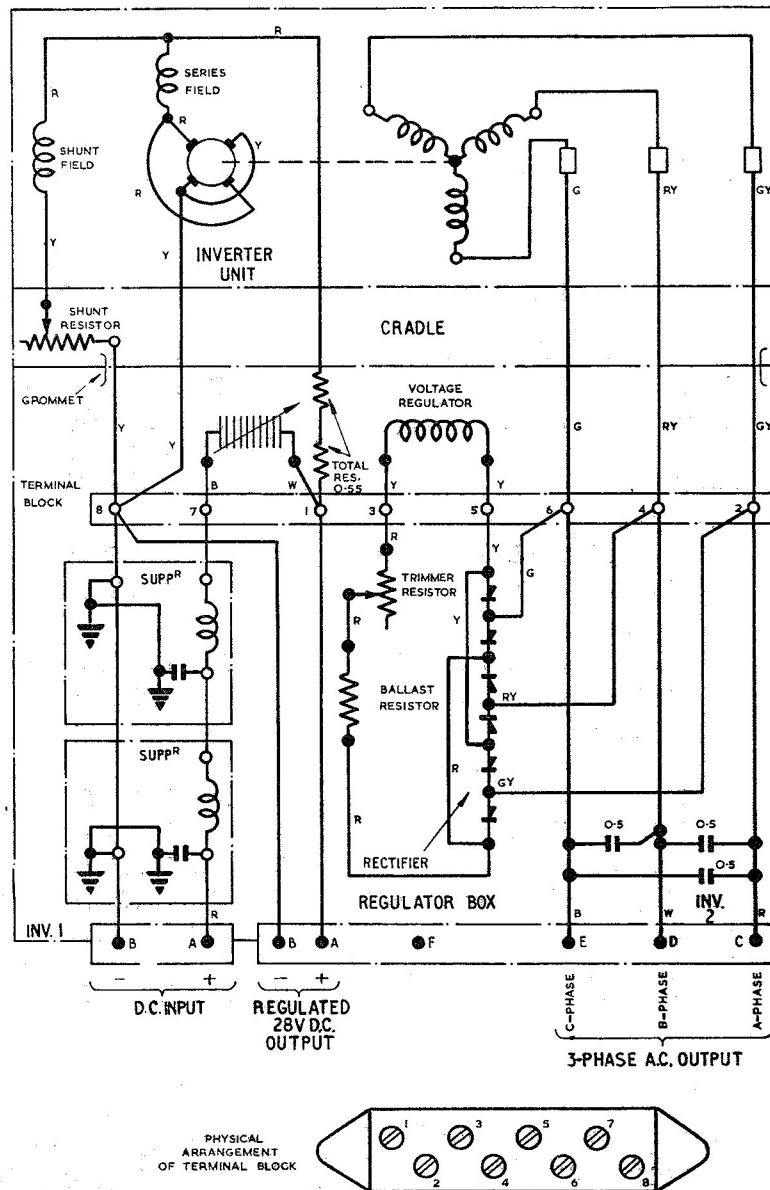 R
R
SERIES
FIELD
R
Y
SHUNT
FIELD
R
Y
Y
INVERTER
UNIT
G
RY
GY
SHUNT
RESISTOR
CRADLE
GROMMET
VOLTAGE
REGULATOR
Y
Y
G
RY
GY
B
W
TOTAL
RES.
0·55
Y
Y
TERMINAL
BLOCK
8
7
1
3
5
6
4
2
SUPPR
R
TRIMMER
RESISTOR
Y
G
Y
R
BALLAST
RESISTOR
RY
SUPPR
R
GY
R
RECTIFIER
0·5
0·5
0·5
REGULATOR BOX
INV.
2
R
B
W
R
INV. 1
B
A
B
A
F
E
D
C
−
+
−
+
D.C. INPUT
REGULATED
28V D.C.
OUTPUT
C-PHASE
B-PHASE
A-PHASE
3-PHASE A.C. OUTPUT
PHYSICAL
ARRANGEMENT
OF TERMINAL BLOCK
1
3
5
7
2
4
6
8